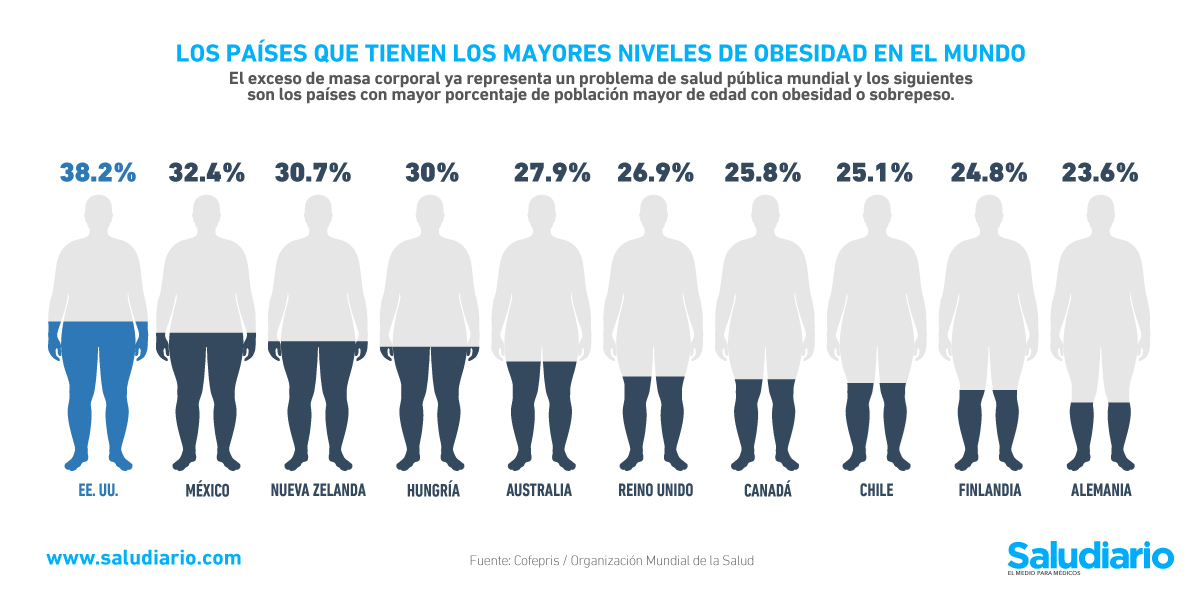 LOS PAÍSES QUE TIENEN LOS MAYORES NIVELES DE OBESIDAD EN EL MUNDO
El exceso de masa corporal ya representa un problema de salud pública mundial y los siguientes
son los países con mayor porcentaje de población mayor de edad con obesidad o sobrepeso.
38.2% 32.4% 30.7% 30% 27.9% 26.9% 25.8% 25.1% 24.8% 23.6%
EE. UU. MÉXICO NUEVA ZELANDA HUNGRÍA AUSTRALIA REINO UNIDO CANADÁ CHILE FINLANDIA ALEMANIA
www.saludiario.com
Fuente: Cofepris / Organización Mundial de la Salud
Saludiario
EL MEDIO PARA MÉDICOS